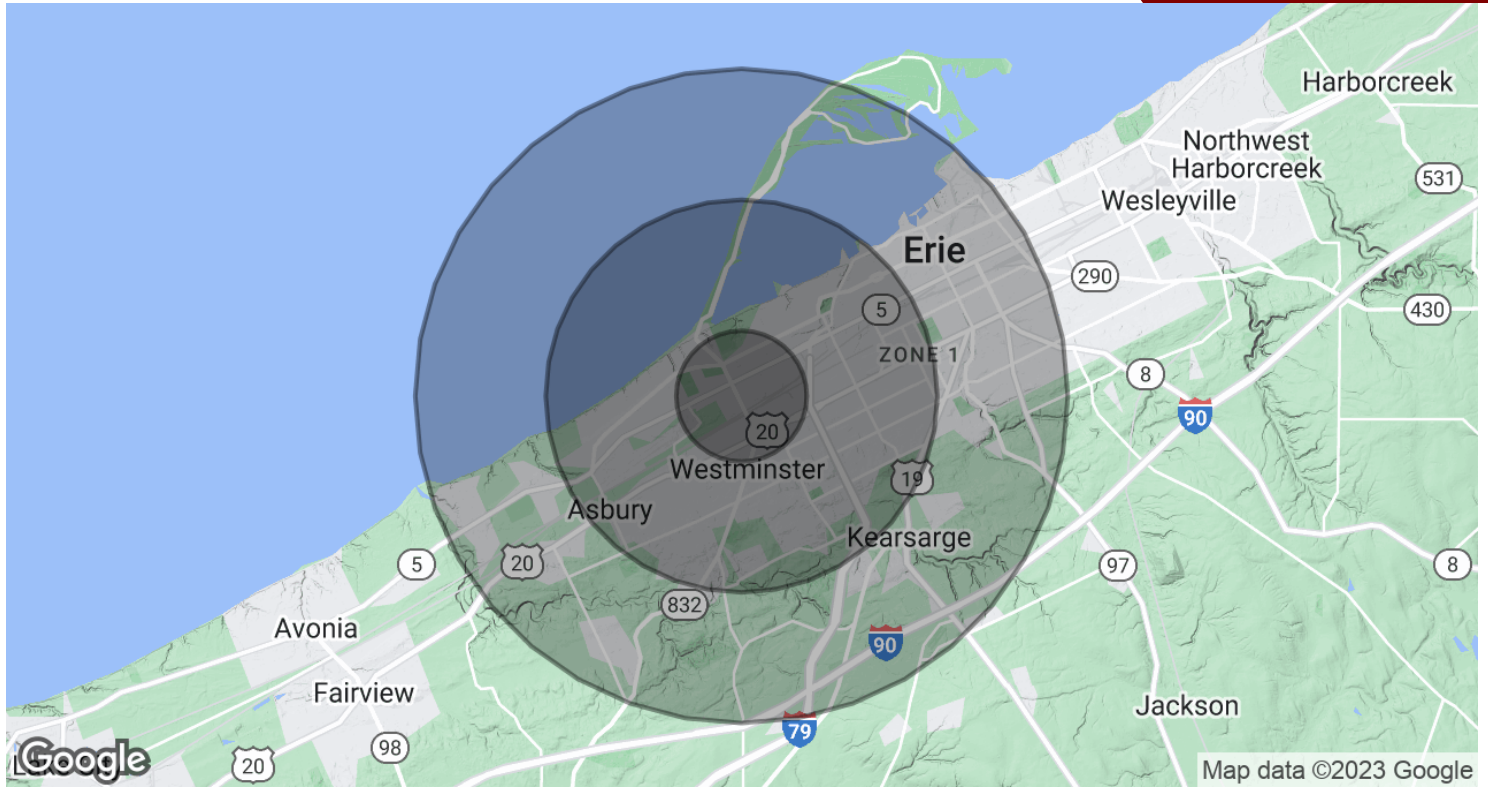 Harborcreek
Northwest
Harborcreek
531
Wesleyville
Erie
290
5
430
ZONE 1
8
90
20
Westminster
19
Asbury
Kearsarge
20
5
97
8
832
Avonia
90
Fairview
Jackson
79
98
20
Google
Map data ©2023 Google